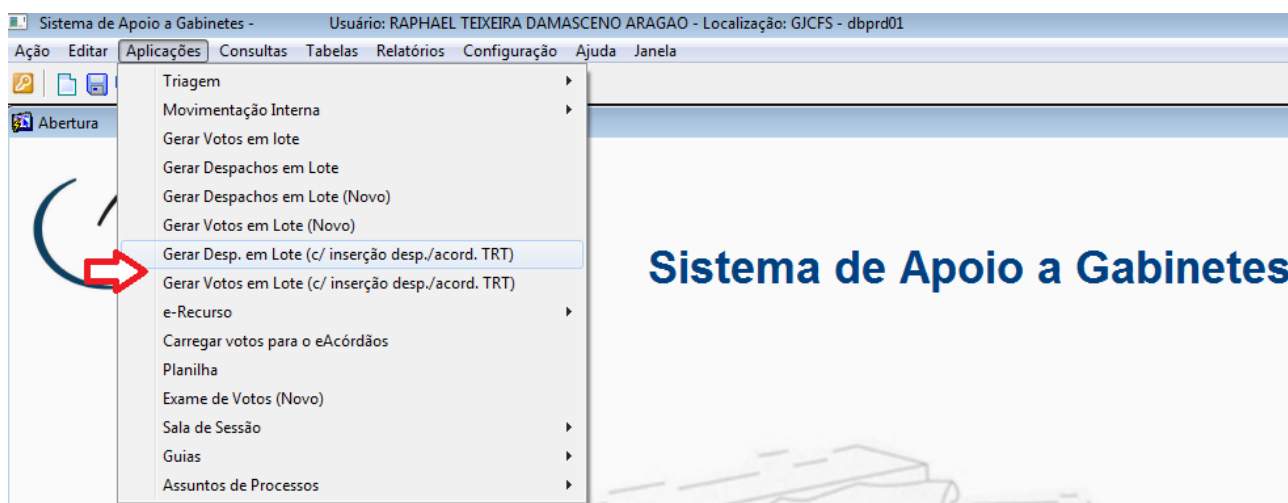 Sistema de Apoio a Gabinetes - Usuário: RAPHAEL TEIXEIRA DAMASCENO ARAGAO - Localização: GJCFS - dbprd01
Ação Editar Aplicações Consultas Tabelas Relatórios Configuração Ajuda Janela
Abertura
Triagem
Movimentação Interna
Gerar Votos em lote
Gerar Despachos em Lote
Gerar Despachos em Lote (Novo)
Gerar Votos em Lote (Novo)
Gerar Desp. em Lote (c/ inserção desp./acord. TRT)
Gerar Votos em Lote (c/ inserção desp./acord. TRT)
e-Recurso
Carregar votos para o eAcórdãos
Planilha
Exame de Votos (Novo)
Sala de Sessão
Guias
Assuntos de Processos
Sistema de Apoio a Gabinetes